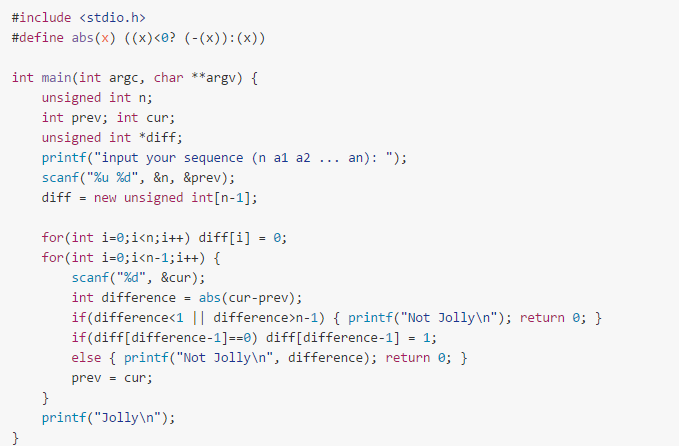 #include <stdio.h>
#define abs(x) ((x)<0? (-(x)):(x))
int main(int argc, char **argv) {
unsigned int n;
int prev; int cur;
unsigned int *diff;
printf("input your sequence (n a1 a2 ... an): ");
scanf("%u %d", &n, &prev);
diff = new unsigned int[n-1];
for(int i=0;i<n;i++) diff[i] = 0;
for(int i=0;i<n-1;i++) {
scanf("%d", &cur);
int difference = abs(cur-prev);
if(difference<1 || difference>n-1) { printf("Not Jolly\n"); return 0; }
if(diff[difference-1]==0) diff[difference-1] = 1;
else { printf("Not Jolly\n", difference); return 0; }
prev = cur;
}
printf("Jolly\n");
}